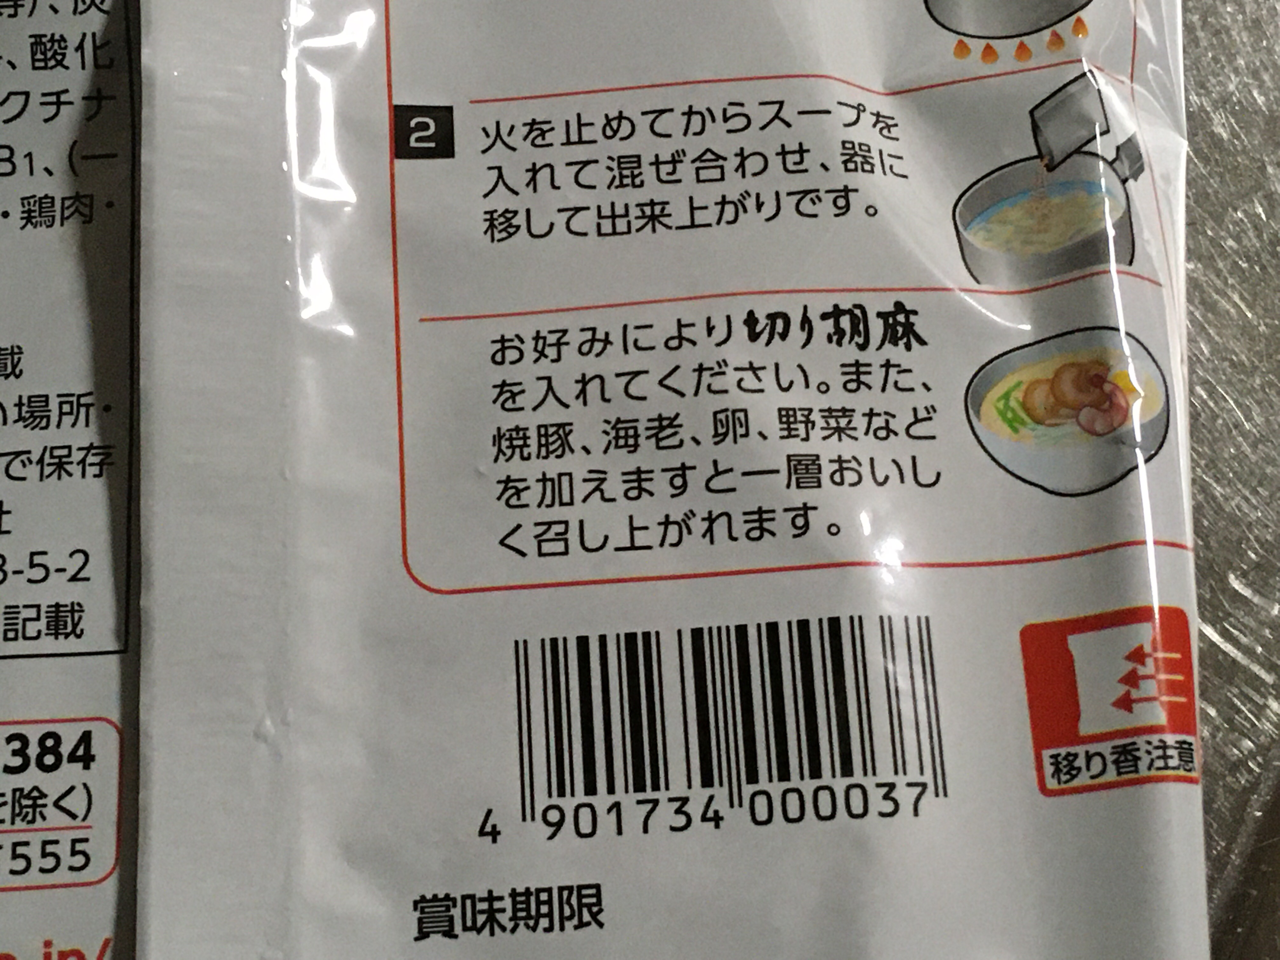 酸化
クチナ
B1、(一
・鶏肉・
載
場所・
で保存
3-5-2
記載
384
除く)
555
2
火を止めてからスープを
入れて混ぜ合わせ、器に
移して出来上がりです。
お好みにより切り胡麻
を入れてください。また、
焼豚、海老、卵、野菜など
を加えますと一層おいし
く召し上がれます。
4 901734 000037
移り香注意
賞味期限